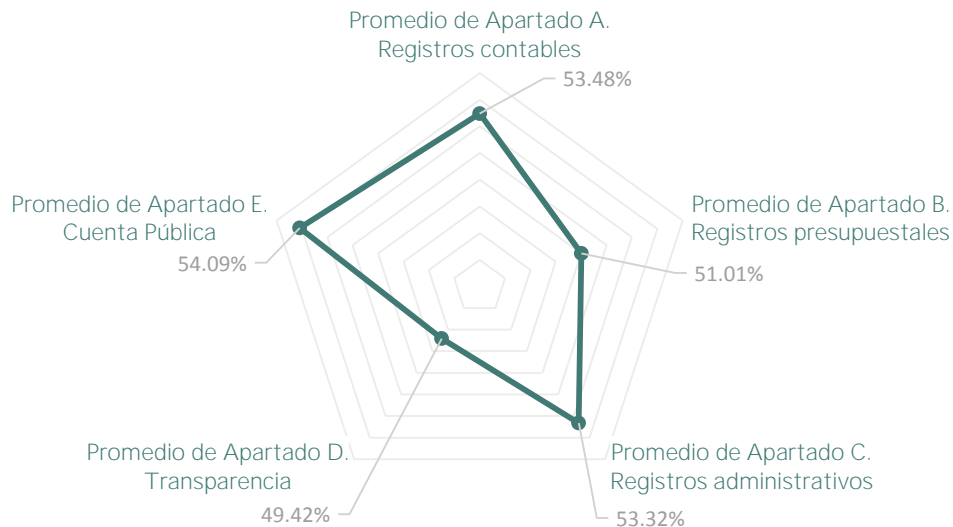 Promedio de Apartado A.
Registros contables
53.48%
Promedio de Apartado B.
Registros presupuestales
51.01%
Promedio de Apartado C.
Registros administrativos
53.32%
Promedio de Apartado D.
Transparencia
49.42%
Promedio de Apartado E.
Cuenta Pública
54.09%